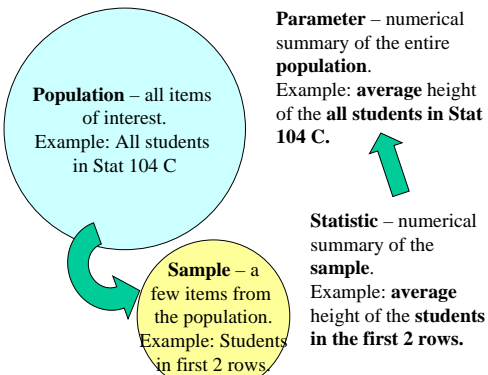 Population – all items
of interest.
Example: All students
in Stat 104 C
Parameter – numerical
summary of the entire
population.
Example: average height
of the all students in Stat
104 C.
Sample – a
few items from
the population.
Example: Students
in first 2 rows.
Statistic – numerical
summary of the
sample.
Example: average
height of the students
in the first 2 rows.